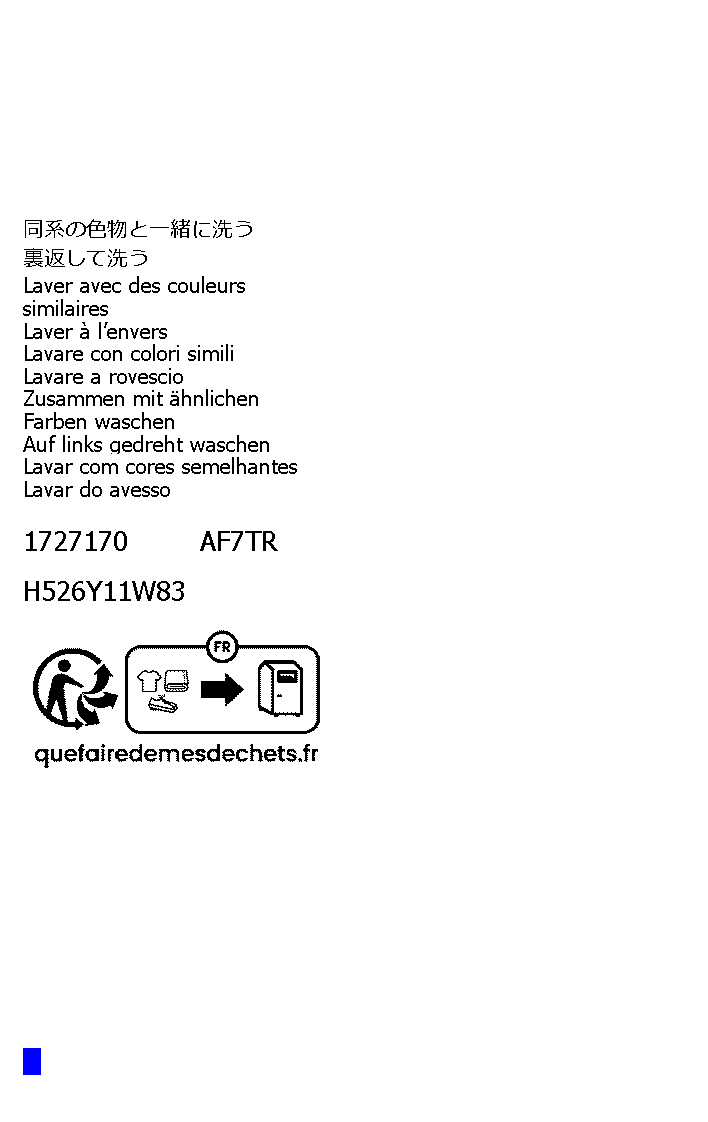 同系の色物と一緒に洗う
裏返して洗う
Laver avec des couleurs
similaires
Laver à l’envers
Lavare con colori simili
Lavare a rovescio
Zusammen mit ähnlichen
Farben waschen
Auf links gedreht waschen
Lavar com cores semelhantes
Lavar do avesso
1727170 AF7TR
H526Y11W83
FR
quefairedemesdechets.fr